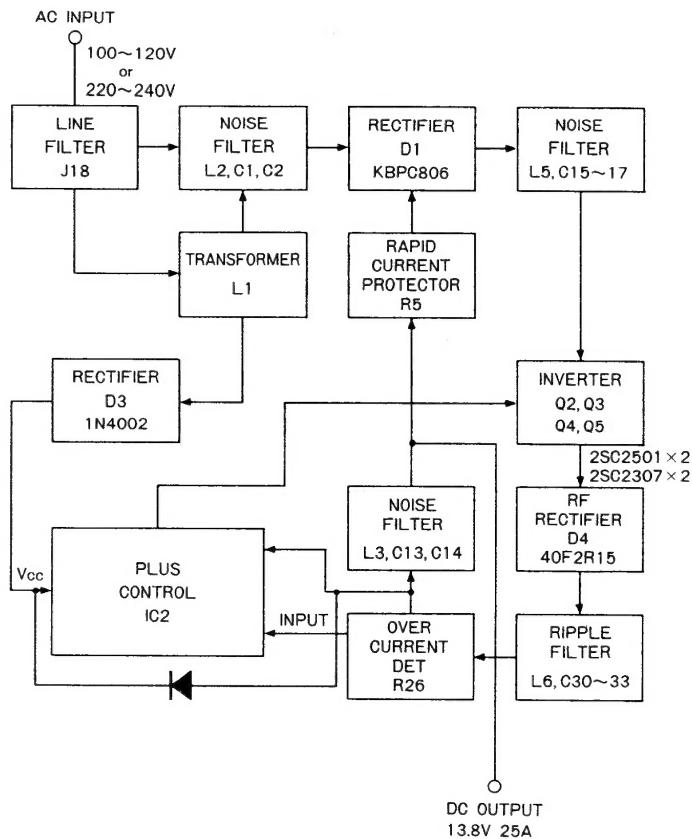 AC INPUT
100～120V
or
220～240V
LINE
FILTER
J18
NOISE
FILTER
L2, C1, C2
RECTIFIER
D1
KBPC806
NOISE
FILTER
L5, C15～17
TRANSFORMER
L1
RAPID
CURRENT
PROTECTOR
R5
RECTIFIER
D3
1N4002
INVERTER
Q2, Q3
Q4, Q5
2SC2501×2
2SC2307×2
NOISE
FILTER
L3, C13, C14
RF
RECTIFIER
D4
40F2R15
Vcc
PLUS
CONTROL
IC2
INPUT
OVER
CURRENT
DET
R26
RIPPLE
FILTER
L6, C30～33
DC OUTPUT
13.8V 25A